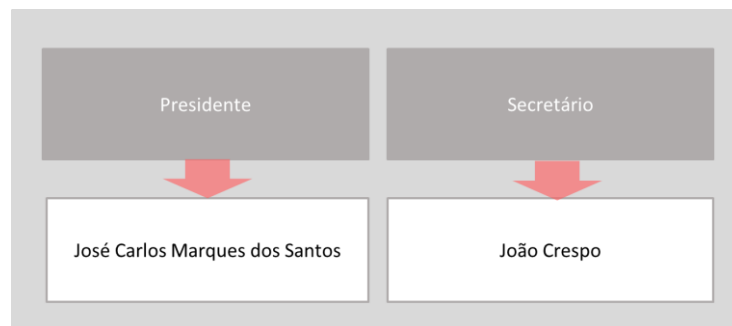 Presidente
Secretário
José Carlos Marques dos Santos
João Crespo